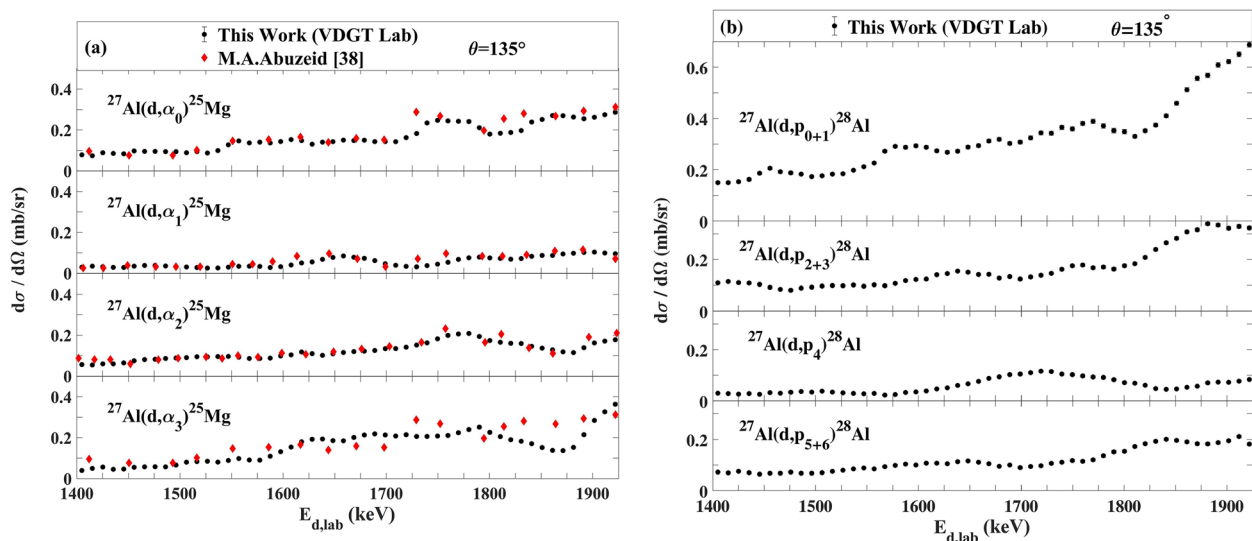 (a)
This Work (VDGT Lab)
M.A.Abuzeid [38]
θ=135°
27Al(d,α0)25Mg
0.4
0.2
0
27Al(d,α1)25Mg
0.4
0.2
0
27Al(d,α2)25Mg
0.4
0.2
0
27Al(d,α3)25Mg
0.4
0.2
0
dσ / dΩ (mb/sr)
1400 1500 1600 1700 1800 1900
Ed,lab (keV)
(b)
This Work (VDGT Lab)
θ=135°
27Al(d,p0+1)28Al
0.6
0.4
0.2
0
27Al(d,p2+3)28Al
0.2
0
27Al(d,p4)28Al
0.2
0
27Al(d,p5+6)28Al
0.2
0
dσ / dΩ (mb/sr)
1400 1500 1600 1700 1800 1900
Ed,lab (keV)